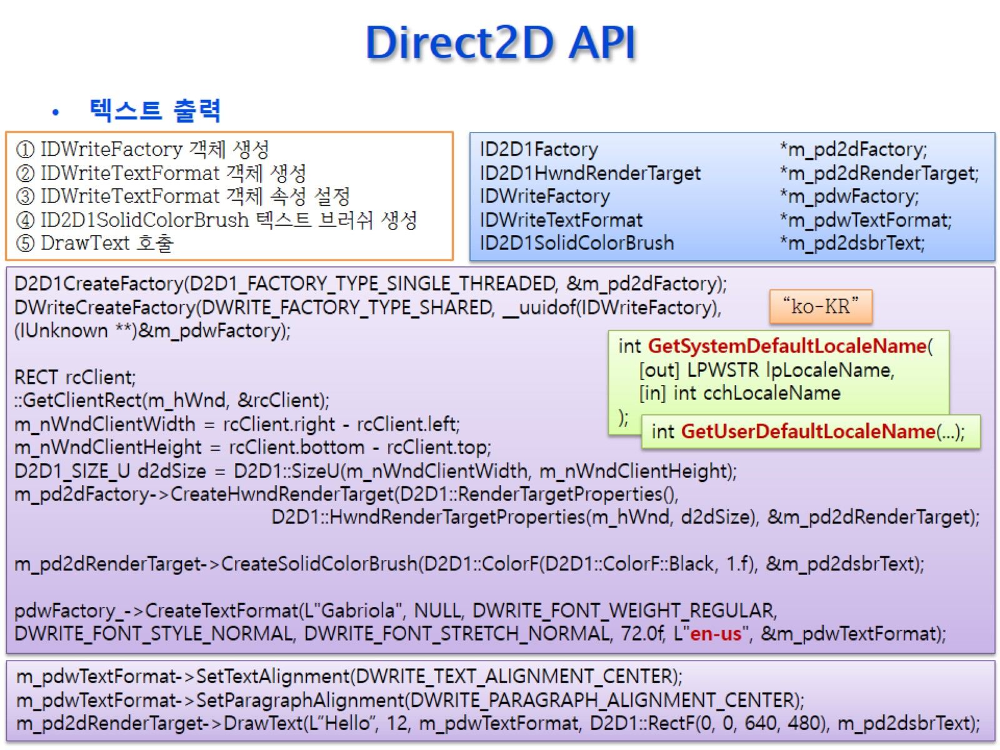 Direct2D API
• 텍스트 출력
① IDWriteFactory 객체 생성
② IDWriteTextFormat 객체 생성
③ IDWriteTextFormat 객체 속성 설정
④ ID2D1SolidColorBrush 텍스트 브러쉬 생성
⑤ DrawText 호출
ID2D1Factory *m_pd2dFactory;
ID2D1HwndRenderTarget *m_pd2dRenderTarget;
IDWriteFactory *m_pdwFactory;
IDWriteTextFormat *m_pdwTextFormat;
ID2D1SolidColorBrush *m_pd2dsbrText;
D2D1CreateFactory(D2D1_FACTORY_TYPE_SINGLE_THREADED, &m_pd2dFactory);
DWriteCreateFactory(DWRITE_FACTORY_TYPE_SHARED, __uuidof(IDWriteFactory),
(IUnknown **)&m_pdwFactory);
“ko-KR”
int GetSystemDefaultLocaleName(
[out] LPWSTR lpLocaleName,
[in] int cchLocaleName
);
int GetUserDefaultLocaleName(...);
RECT rcClient;
::GetClientRect(m_hWnd, &rcClient);
m_nWndClientWidth = rcClient.right - rcClient.left;
m_nWndClientHeight = rcClient.bottom - rcClient.top;
D2D1_SIZE_U d2dSize = D2D1::SizeU(m_nWndClientWidth, m_nWndClientHeight);
m_pd2dFactory->CreateHwndRenderTarget(D2D1::RenderTargetProperties(),
D2D1::HwndRenderTargetProperties(m_hWnd, d2dSize), &m_pd2dRenderTarget);
m_pd2dRenderTarget->CreateSolidColorBrush(D2D1::ColorF(D2D1::ColorF::Black, 1.f), &m_pd2dsbrText);
pdwFactory_->CreateTextFormat(L"Gabriola", NULL, DWRITE_FONT_WEIGHT_REGULAR,
DWRITE_FONT_STYLE_NORMAL, DWRITE_FONT_STRETCH_NORMAL, 72.0f, L"en-us", &m_pdwTextFormat);
m_pdwTextFormat->SetTextAlignment(DWRITE_TEXT_ALIGNMENT_CENTER);
m_pdwTextFormat->SetParagraphAlignment(DWRITE_PARAGRAPH_ALIGNMENT_CENTER);
m_pd2dRenderTarget->DrawText(L“Hello”, 12, m_pdwTextFormat, D2D1::RectF(0, 0, 640, 480), m_pd2dsbrText);